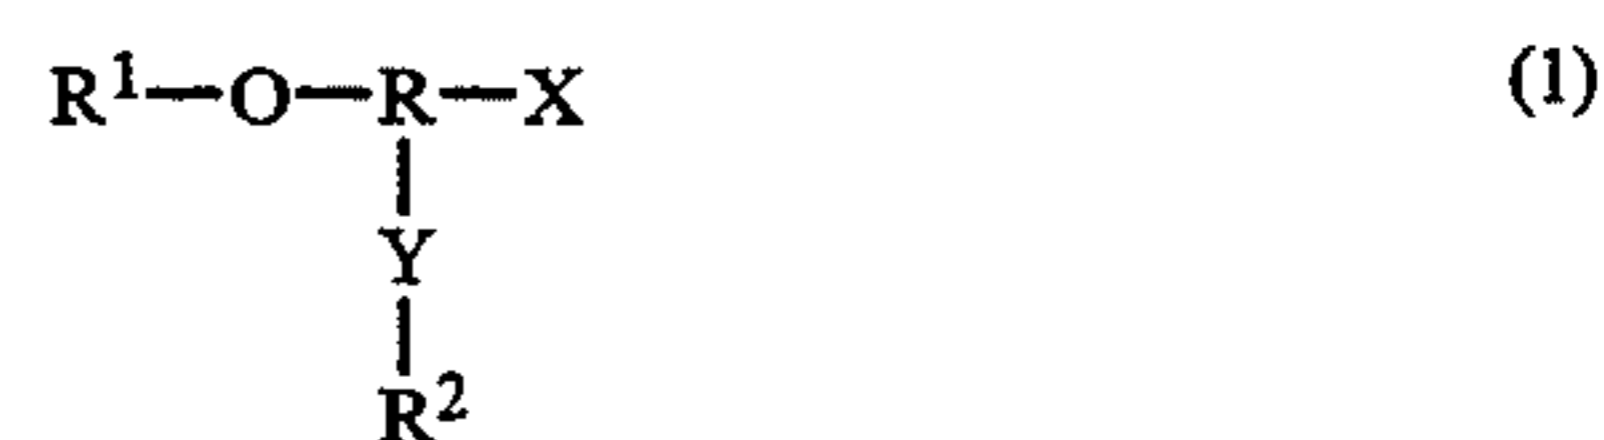 R¹—O—R—X (1)
Y
R²